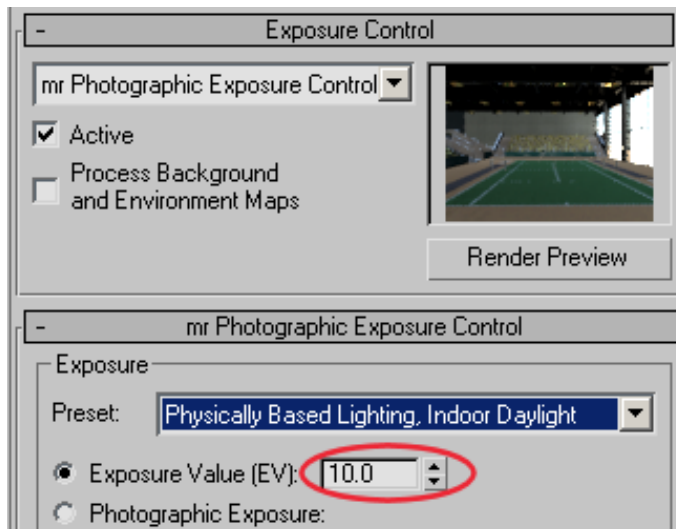 - Exposure Control
mr Photographic Exposure Control
Active
Process Background
and Environment Maps
Render Preview
- mr Photographic Exposure Control
Exposure
Preset: Physically Based Lighting, Indoor Daylight
Exposure Value (EV): 10.0
Photographic Exposure: